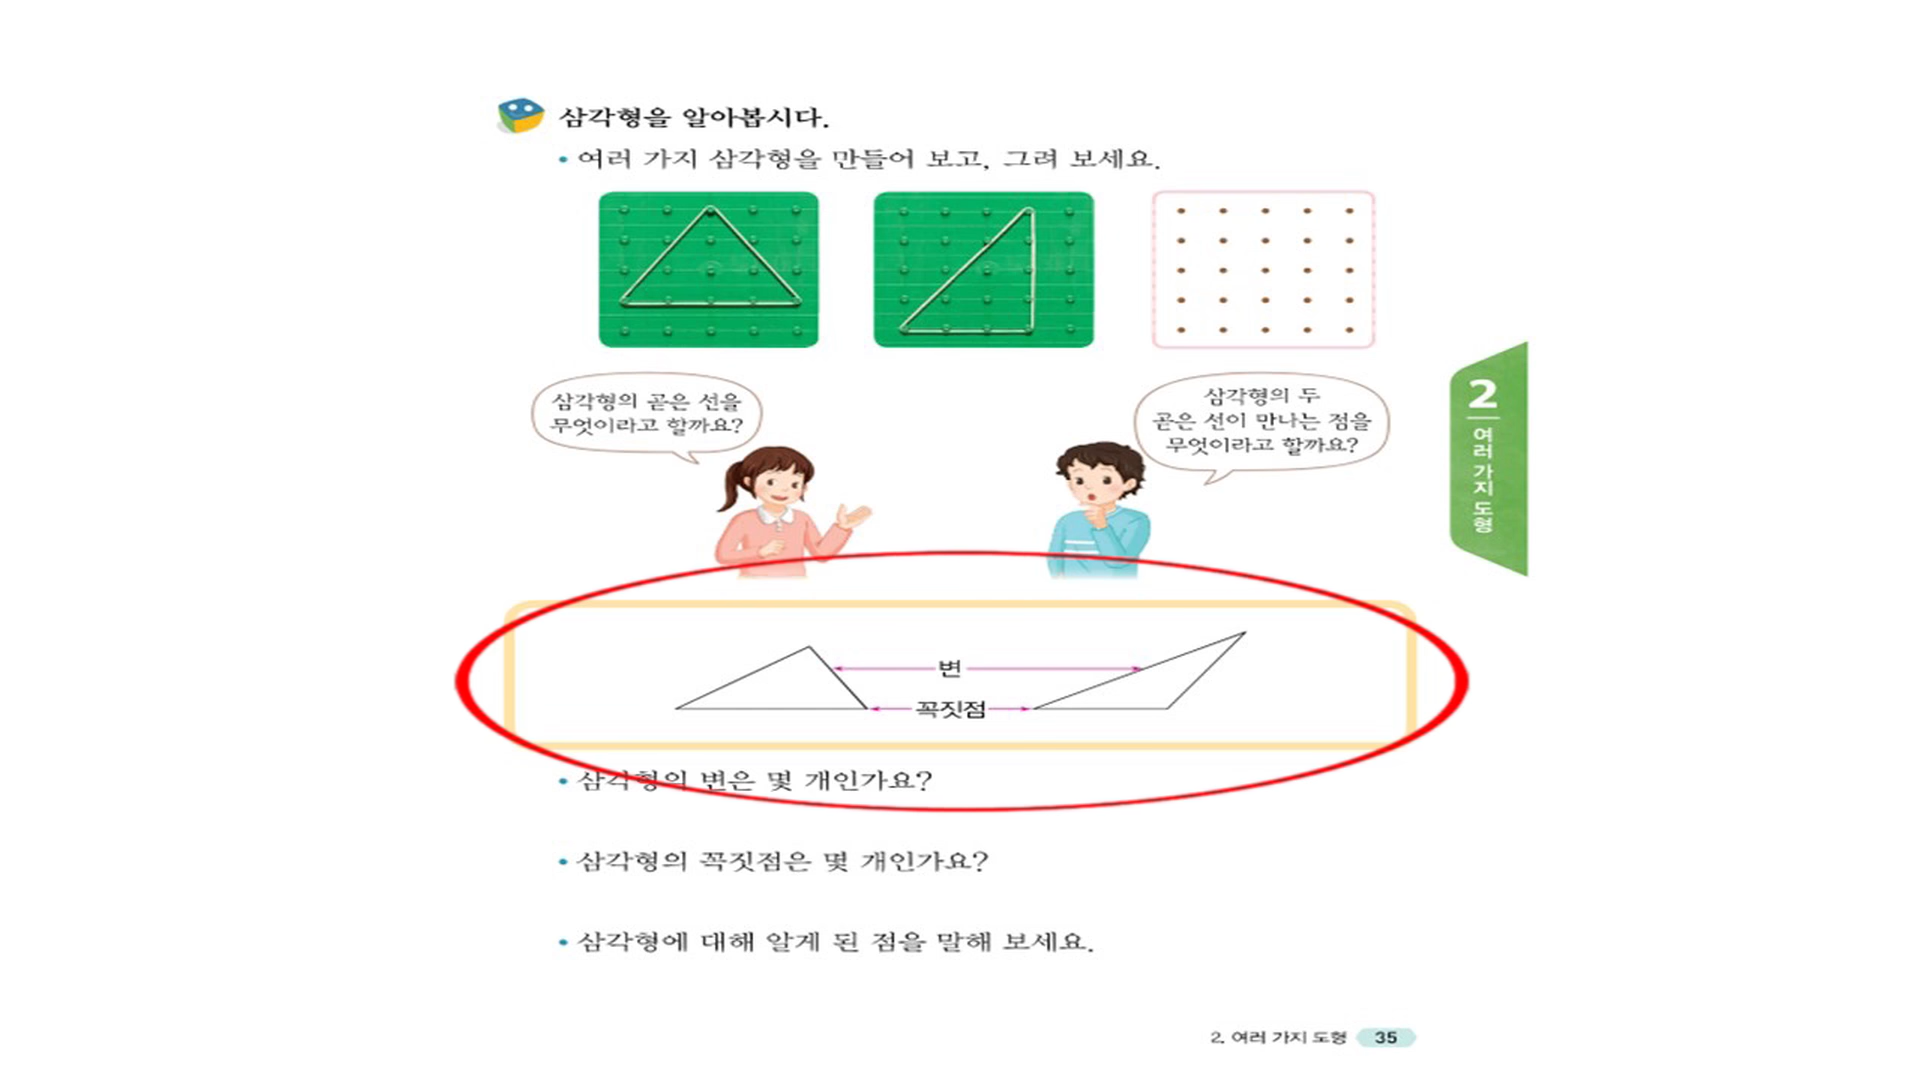 삼각형을 알아봅시다.
• 여러 가지 삼각형을 만들어 보고, 그려 보세요.
삼각형의 곧은 선을
무엇이라고 할까요?
삼각형의 두
곧은 선이 만나는 점을
무엇이라고 할까요?
2
여러 가지 도형
변
꼭짓점
• 삼각형의 변은 몇 개인가요?
• 삼각형의 꼭짓점은 몇 개인가요?
• 삼각형에 대해 알게 된 점을 말해 보세요.
2. 여러 가지 도형 35